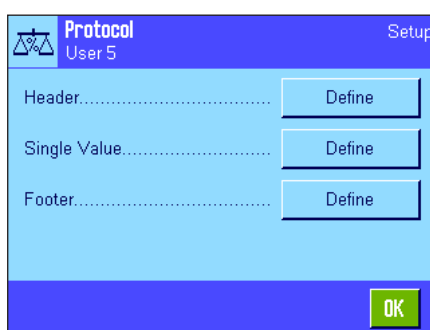 Protocol Setup
User 5
Header................................... Define
Single Value........................... Define
Footer.................................... Define
OK